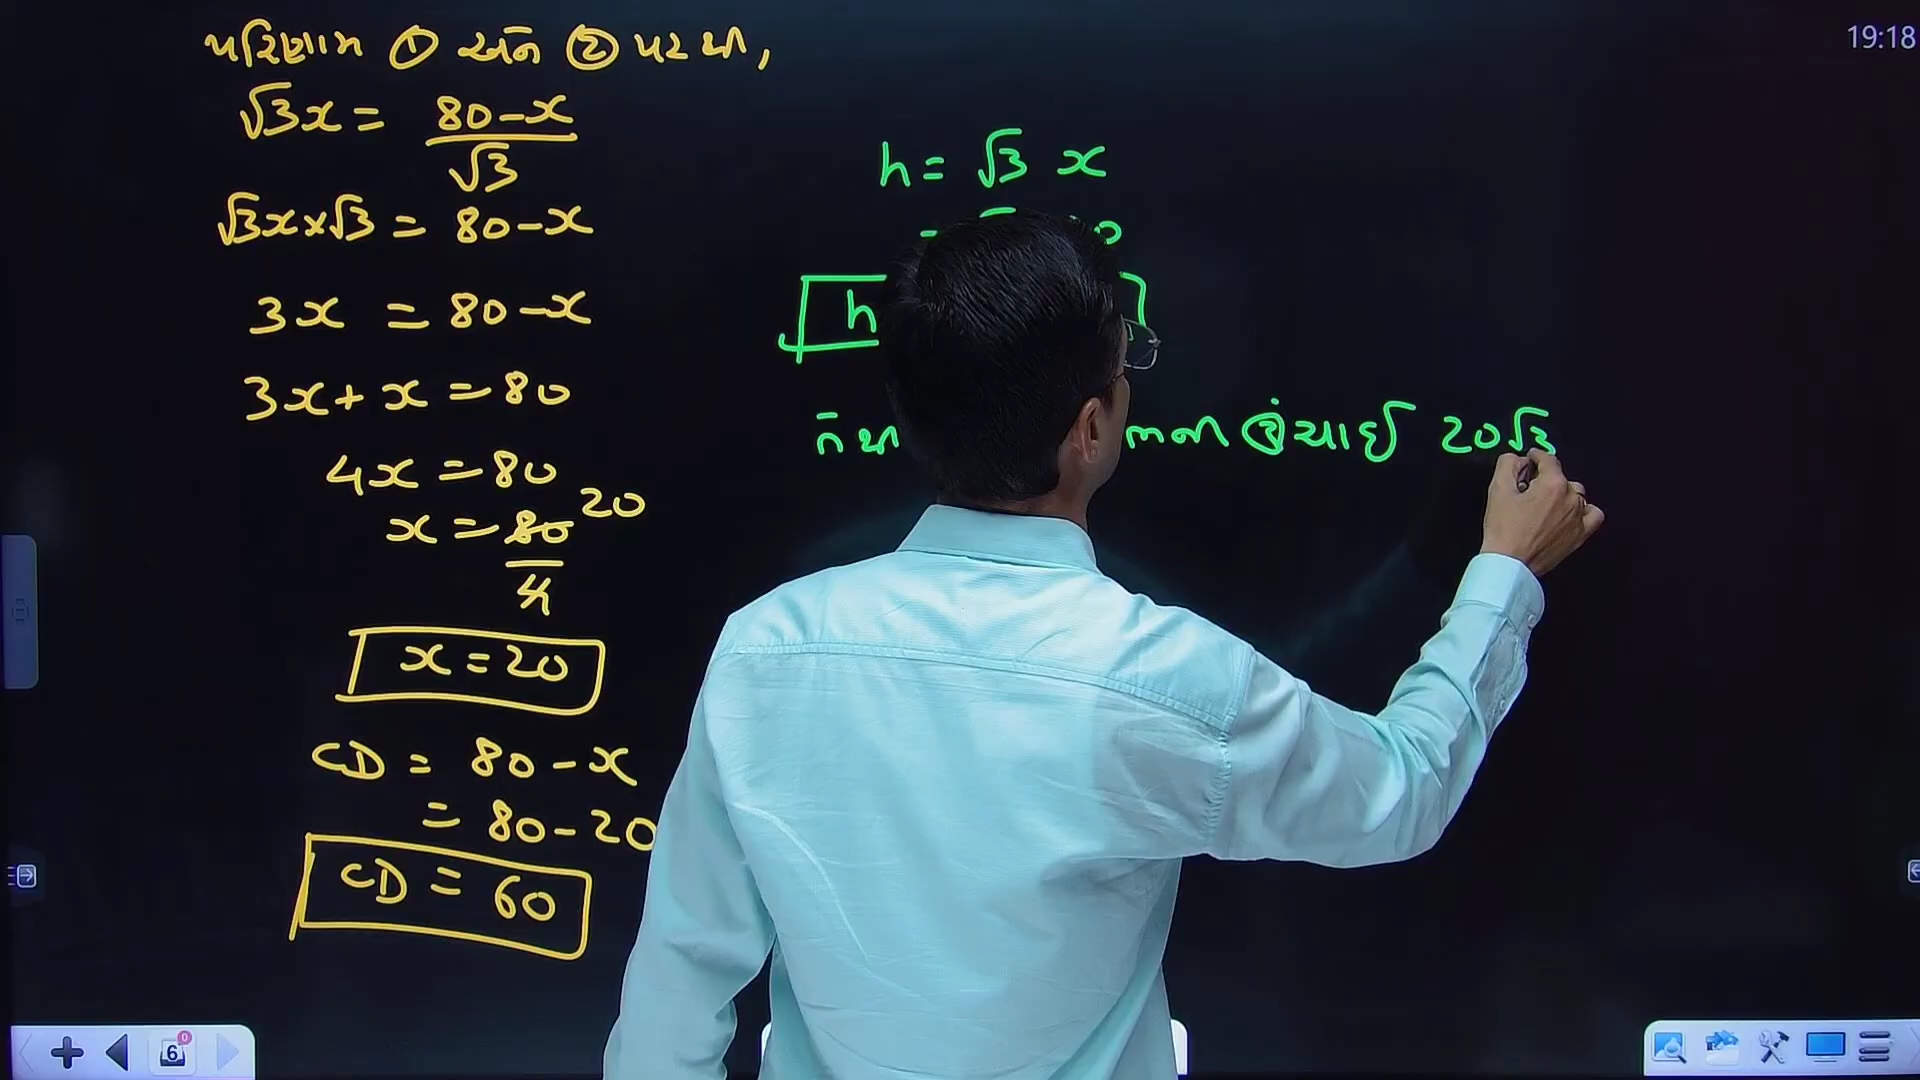 પરિણામ ① અને ② પરથી,
√3x = 80-x / √3
√3x×√3 = 80-x
3x = 80-x
3x+x=80
4x=80
x=80/4 20
x=20
CD = 80-x
= 80-20
CD = 60
h= √3 x
=
h
ઊંચાઈ 20√3
19:18
6
0